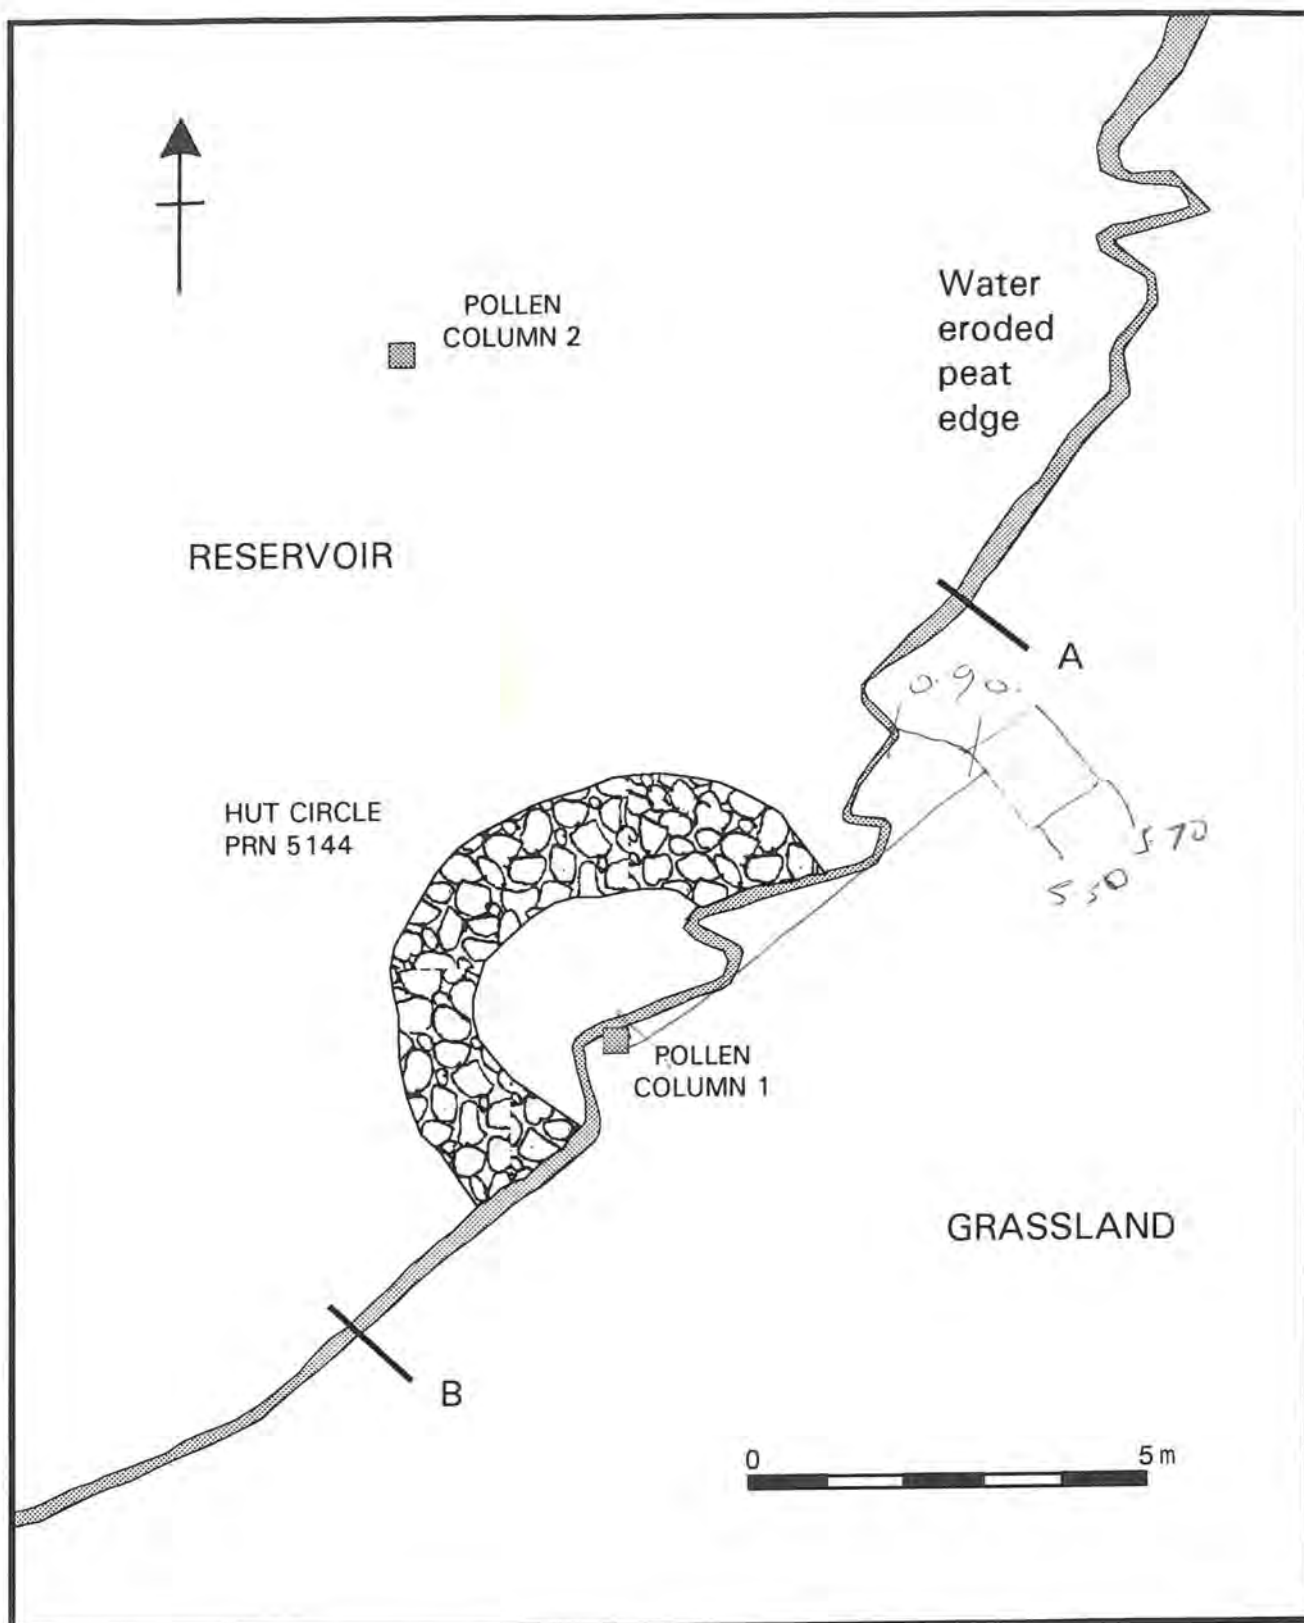 POLLEN
COLUMN 2
Water
eroded
peat
edge
RESERVOIR
A
0.90.
HUT CIRCLE
PRN 5144
5.70
5.50
POLLEN
COLUMN 1
GRASSLAND
B
0 5 m